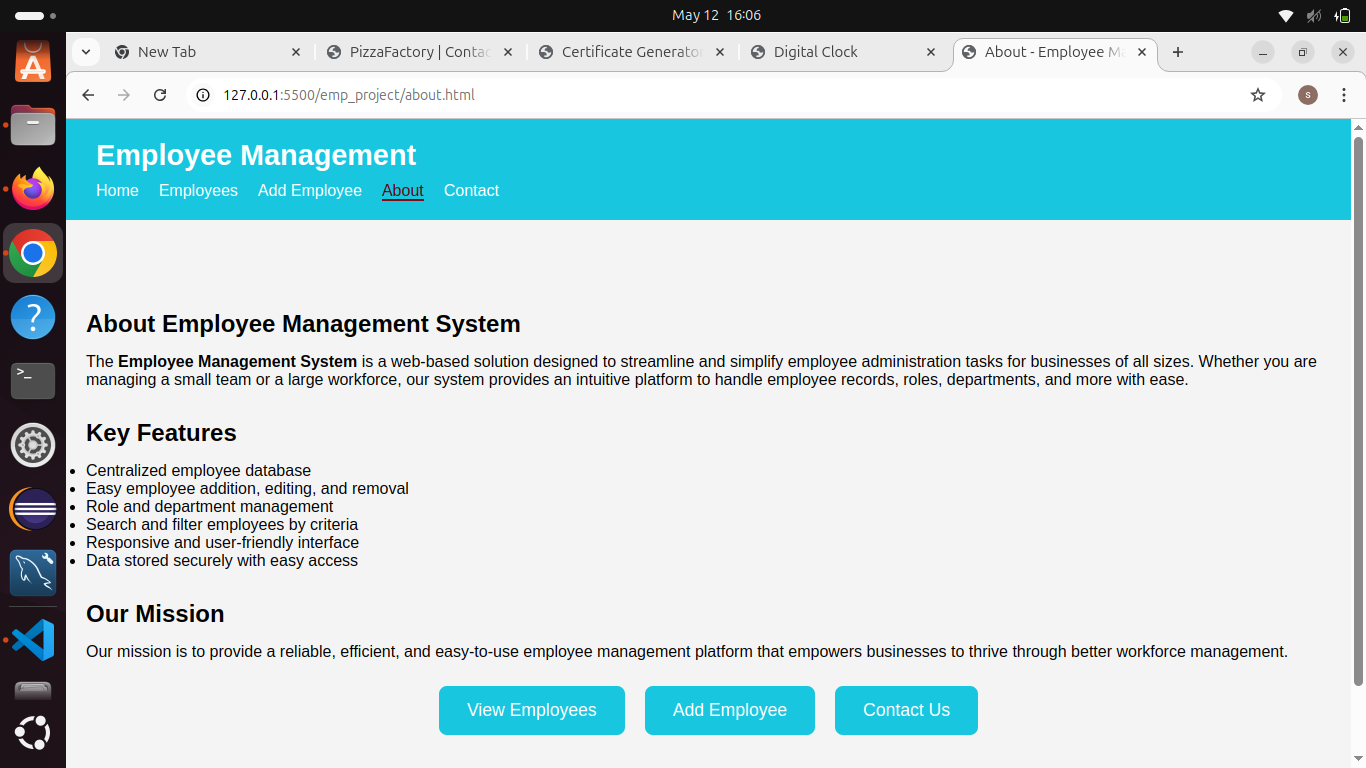 May 12 16:06
New Tab
PizzaFactory | Contac
Certificate Generator
Digital Clock
About - Employee Ma
127.0.0.1:5500/emp_project/about.html
S
Employee Management
Home Employees Add Employee About Contact
About Employee Management System
The Employee Management System is a web-based solution designed to streamline and simplify employee administration tasks for businesses of all sizes. Whether you are
managing a small team or a large workforce, our system provides an intuitive platform to handle employee records, roles, departments, and more with ease.
Key Features
Centralized employee database
Easy employee addition, editing, and removal
Role and department management
Search and filter employees by criteria
Responsive and user-friendly interface
Data stored securely with easy access
Our Mission
Our mission is to provide a reliable, efficient, and easy-to-use employee management platform that empowers businesses to thrive through better workforce management.
View Employees Add Employee Contact Us